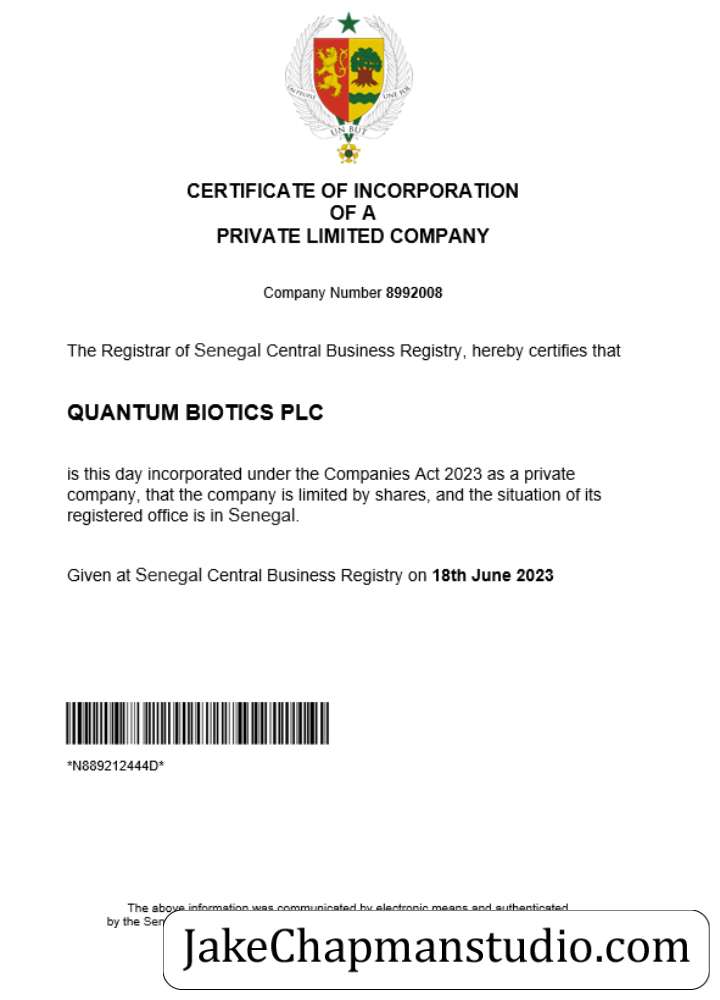 UN PEUPLE
UNE FOI
UN BUT
CERTIFICATE OF INCORPORATION
OF A
PRIVATE LIMITED COMPANY
Company Number 8992008
The Registrar of Senegal Central Business Registry, hereby certifies that
QUANTUM BIOTICS PLC
is this day incorporated under the Companies Act 2023 as a private
company, that the company is limited by shares, and the situation of its
registered office is in Senegal.
Given at Senegal Central Business Registry on 18th June 2023
*N889212444D*
The above information was communicated by electronic means and authenticated
by the Sen
JakeChapmanstudio.com